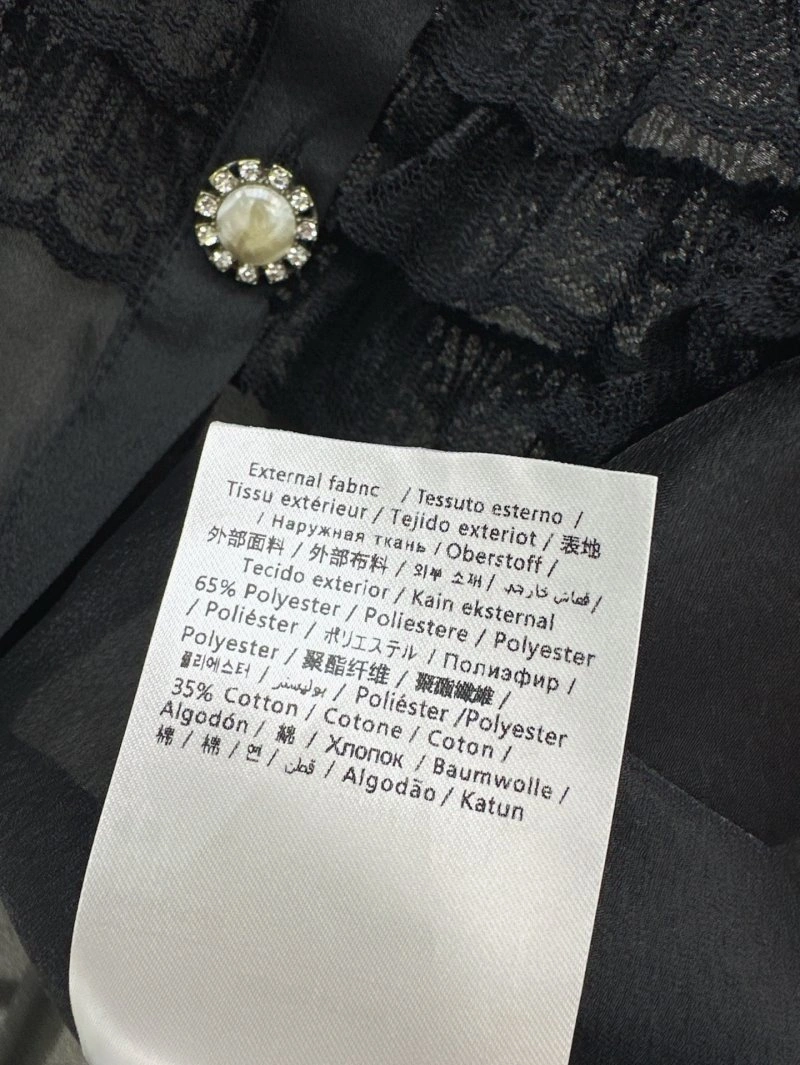 External fabnc / Tessuto esterno /
Tissu extérieur / Tejido exteriot / 表地
/ Наружная ткань / Oberstoff /
外部面料 / 外部布料 / 외부 소재 / قماش خارجي /
Tecido exterior / Kain eksternal
65% Polyester / Poliestere / Polyester
/ Poliéster / ポリエステル / Полиэфир /
Polyester / 聚酯纤维 / 聚酯纖維 /
폴리에스터 / بوليستر / Poliéster /Polyester
35% Cotton / Cotone / Coton /
Algodón / 綿 / Хлопок / Baumwolle /
棉 / 棉 / 면 / قطن / Algodão / Katun